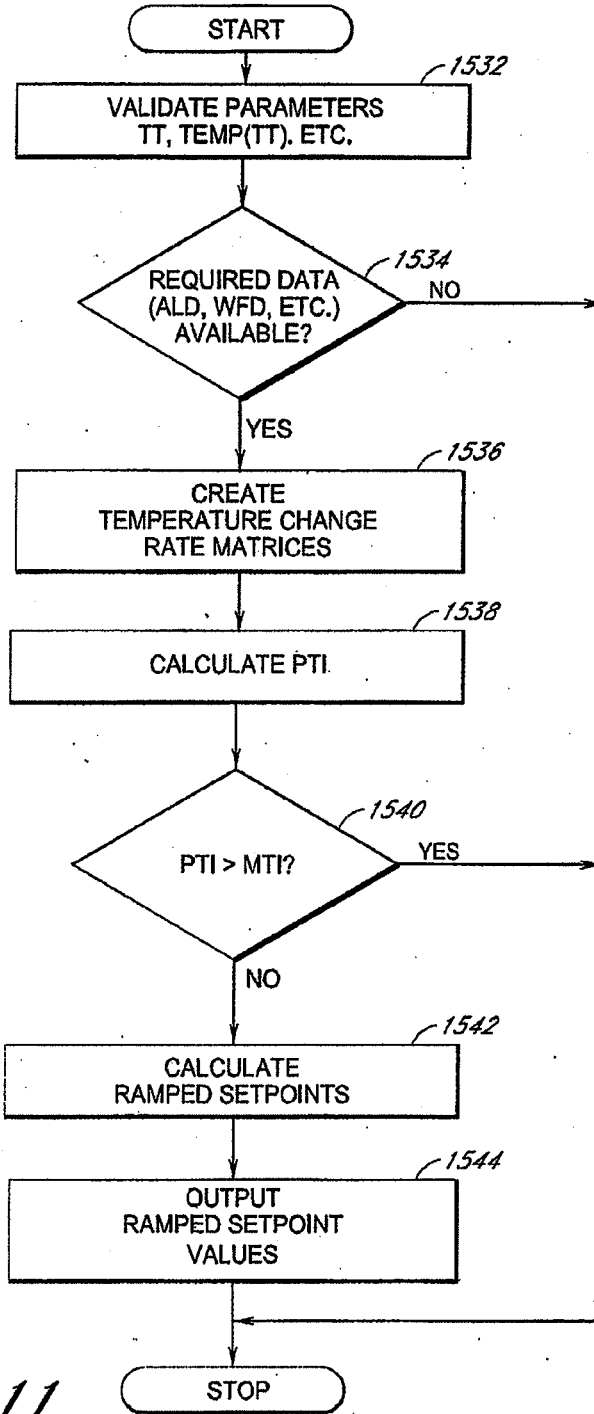 START
1532
VALIDATE PARAMETERS
TT, TEMP(TT). ETC.
1534
REQUIRED DATA
(ALD, WFD, ETC.)
AVAILABLE?
NO
YES
1536
CREATE
TEMPERATURE CHANGE
RATE MATRICES
1538
CALCULATE PTI
1540
PTI > MTI?
YES
NO
1542
CALCULATE
RAMPED SETPOINTS
1544
OUTPUT
RAMPED SETPOINT
VALUES
STOP
11